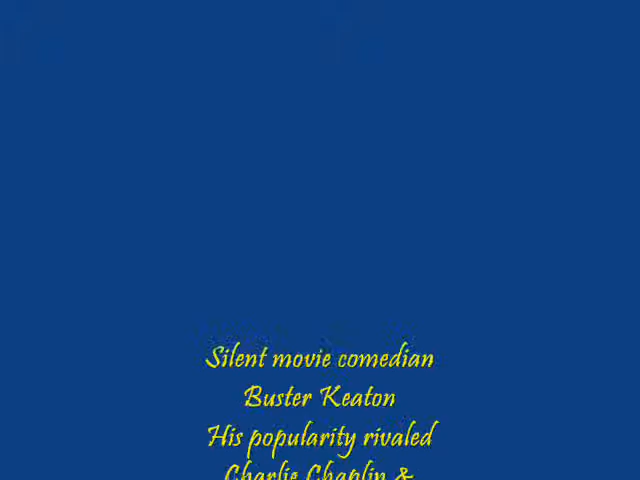 Silent movie comedian
Buster Keaton
His popularity rivaled
Charlie Chaplin &